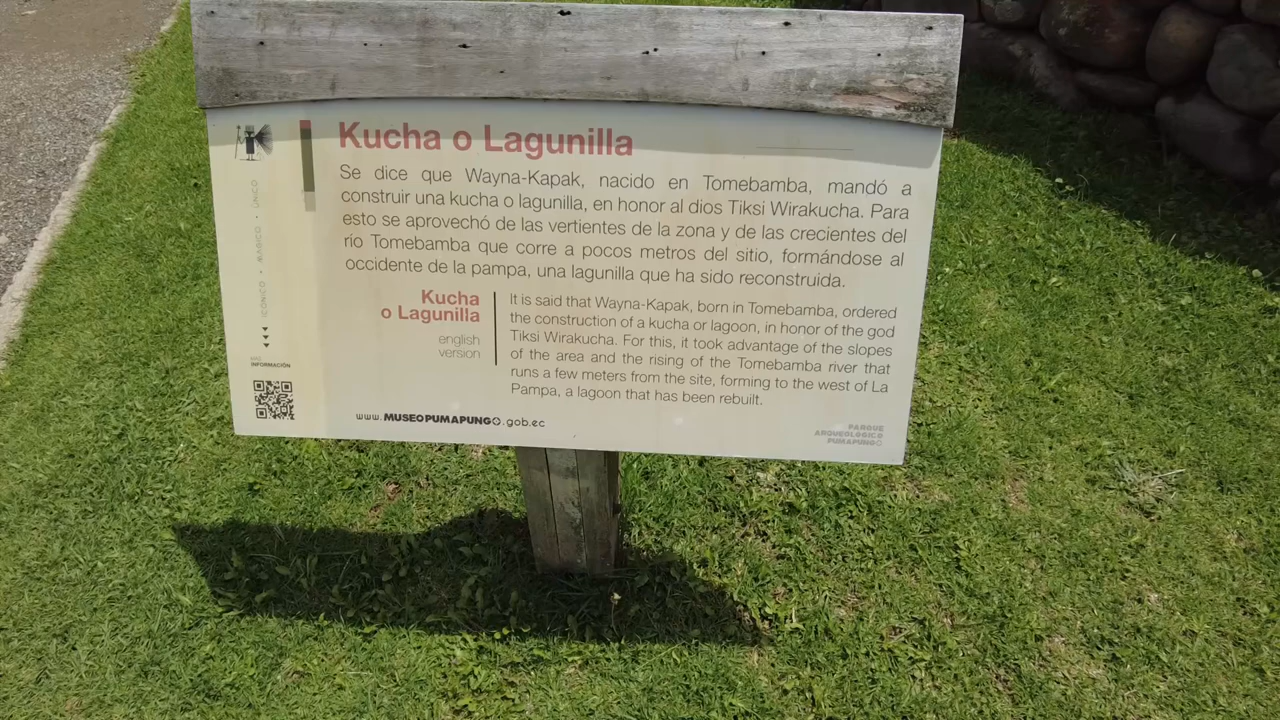 Kucha o Lagunilla
Se dice que Wayna-Kapak, nacido en Tomebamba, mandó a
construir una kucha o lagunilla, en honor al dios Tiksi Wirakucha. Para
esto se aprovechó de las vertientes de la zona y de las crecientes del
río Tomebamba que corre a pocos metros del sitio, formándose al
occidente de la pampa, una lagunilla que ha sido reconstruida.
Kucha
o Lagunilla
english
version
It is said that Wayna-Kapak, born in Tomebamba, ordered
the construction of a kucha or lagoon, in honor of the god
Tiksi Wirakucha. For this, it took advantage of the slopes
of the area and the rising of the Tomebamba river that
runs a few meters from the site, forming to the west of La
Pampa, a lagoon that has been rebuilt.
ICÓNICO • MÁGICO • ÚNICO
MÁS
INFORMACIÓN
www.MUSEOPUMAPUNGO.gob.ec
PARQUE
ARQUEOLÓGICO
PUMAPUNGO